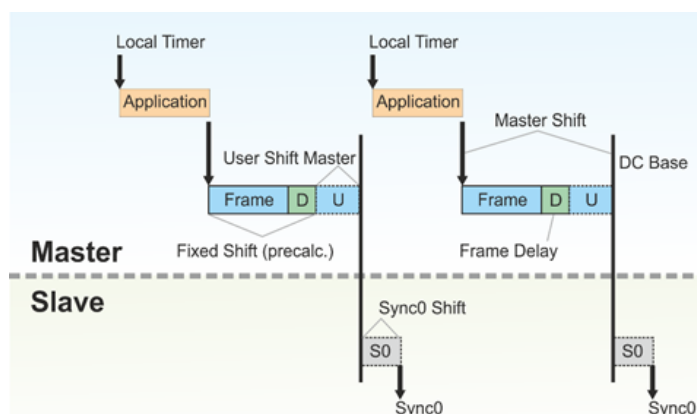 Local Timer
Local Timer
Application
Application
Master Shift
User Shift Master
DC Base
Frame
D
U
Frame
D
U
Fixed Shift (precalc.)
Frame Delay
Master
Slave
Sync0 Shift
S0
S0
Sync0
Sync0